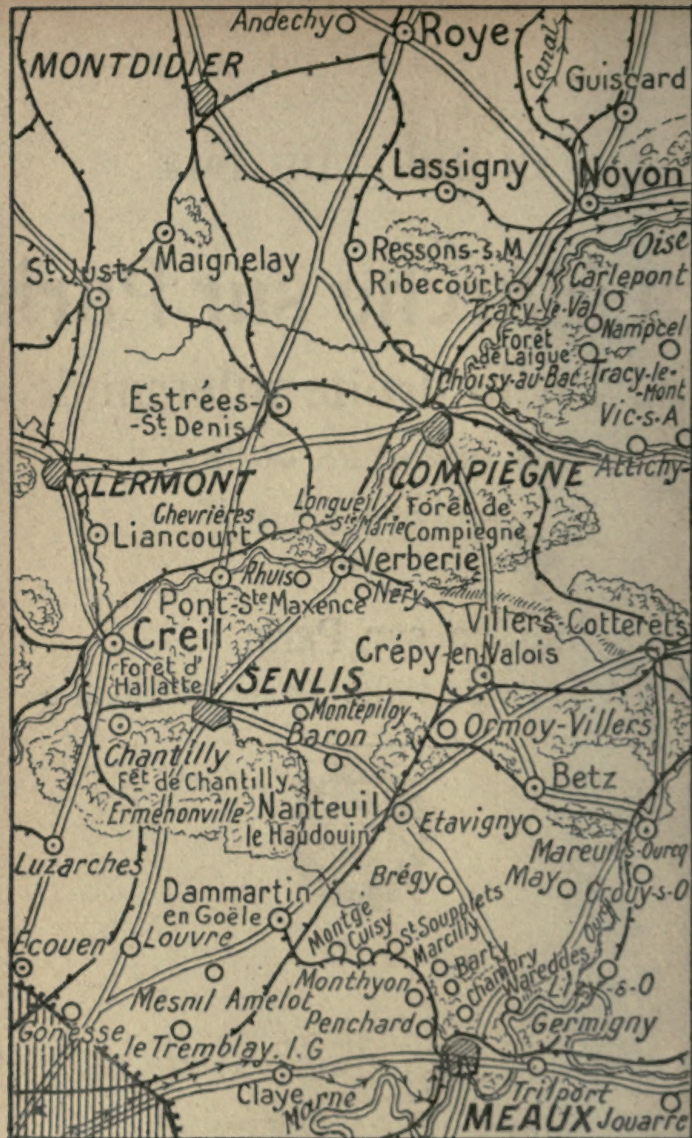 Andechy
Roye
MONTDIDIER
Canal
Guiscard
Lassigny
Noyon
Oise
Maignelay
Ressons-s.M
St. Just
Ribecourt
Carlepont
Tracy-le-Val
Nampcel
Forêt
de Laigue
Choisy-au-Bac
Tracy-le-
-Mont
Estrées-
-St. Denis
Vic-s-A
Attichy-
CLERMONT
COMPIÈGNE
Chevrières
Longueil
Ste Marie
Forêt de
Compiegne
Liancourt
Rhuis
Verberie
Pont-Ste Maxence
Néry
Villers-Cotterets
Creil
Crépy-en-Valois
Forêt d'
Hallatte
SENLIS
Montépiloy
Ormoy-Villers
Baron
Chantilly
Fêt de Chantilly
Betz
Ermenonville
Nanteuil
le Haudouin
Etavigny
Mareuil-s-Ourcq
Luzarches
Brégy
May
Crouy-s-O
Dammartin
en Goële
Ourcq
Montgé
Cuisy
St Soupplets
Marcilly
Barcy
Chambry
Wareddes
Ecouen
Louvre
Mesnil Amelot
Monthyon
Lizy-s-O
Penchard
Germigny
Gonesse
le Tremblay. I.G
Claye
Marne
Trilport
MEAUX
Jouarre